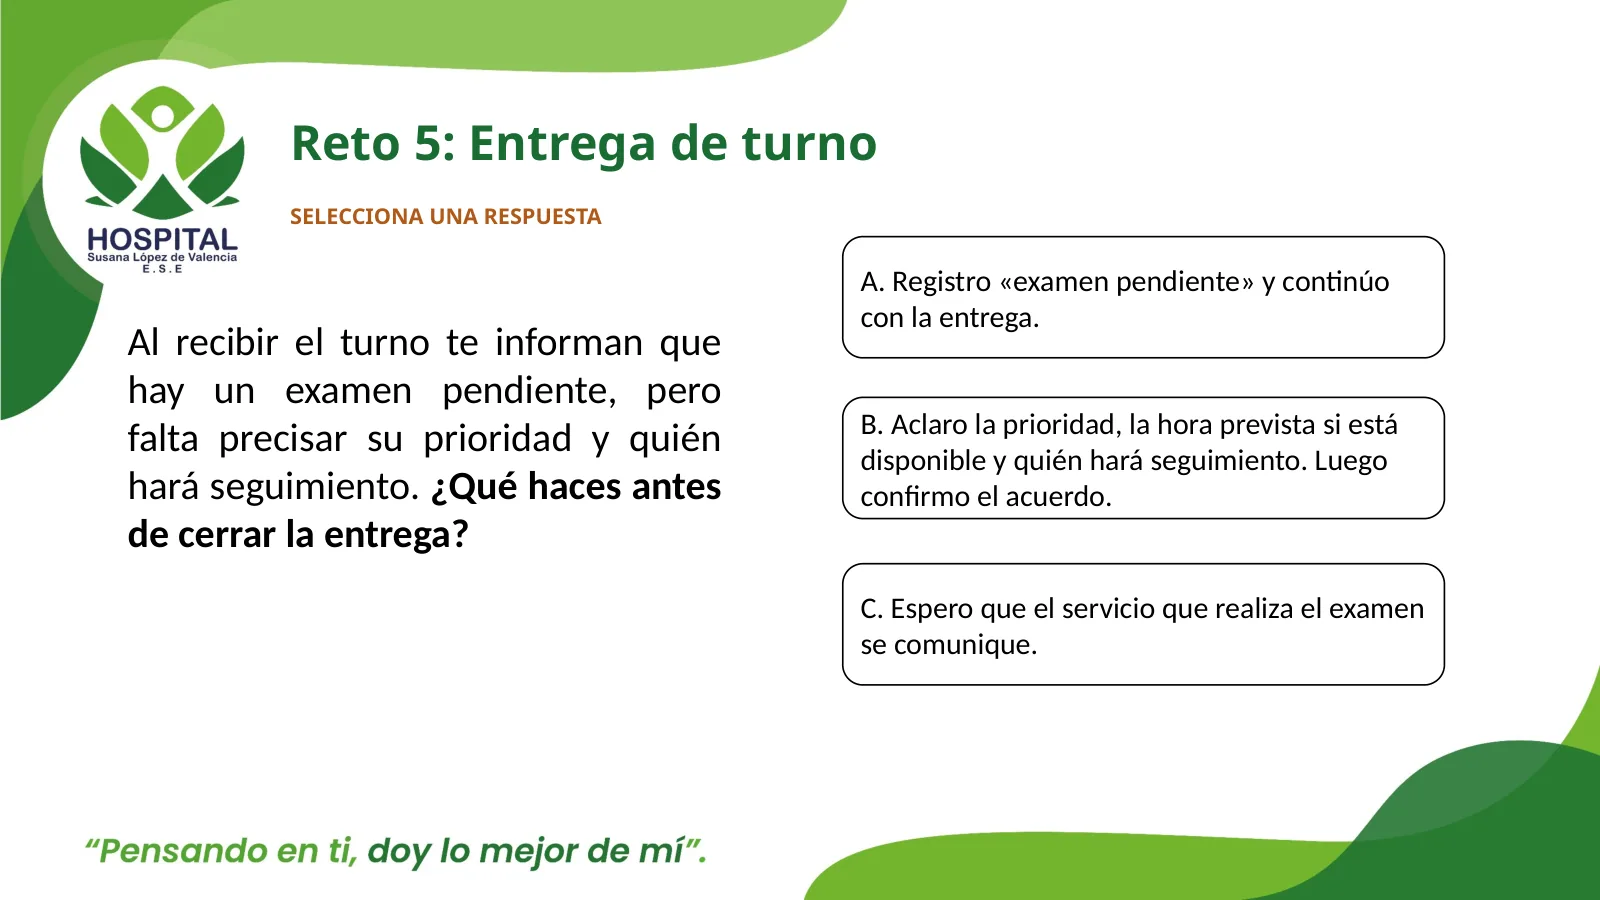 HOSPITAL
Susana López de Valencia
E.S.E
Reto 5: Entrega de turno
SELECCIONA UNA RESPUESTA
Al recibir el turno te informan que
hay un examen pendiente, pero
falta precisar su prioridad y quién
hará seguimiento. ¿Qué haces antes
de cerrar la entrega?
A. Registro «examen pendiente» y continúo
con la entrega.
B. Aclaro la prioridad, la hora prevista si está
disponible y quién hará seguimiento. Luego
confirmo el acuerdo.
C. Espero que el servicio que realiza el examen
se comunique.
“Pensando en ti, doy lo mejor de mí”.